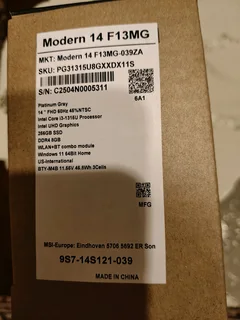 Modern 14 F13MG
MKT: Modern 14 F13MG-039ZA
SKU: PG31315U8GXXDX11S
S/N: C2504N0005311
6A1
Platinum Gray
14" FHD 60Hz 45%NTSC
Intel Core i3-1315U Processor
Intel UHD Graphics
256GB SSD
DDR4 8GB
WLAN+BT combo module
Windows 11 64Bit Home
US-International
BTY-M4B 11.55V 46.8Wh 3Cells
MFG
MSI-Europe: Eindhoven 5706 5692 ER Son
9S7-14S121-039
MADE IN CHINA